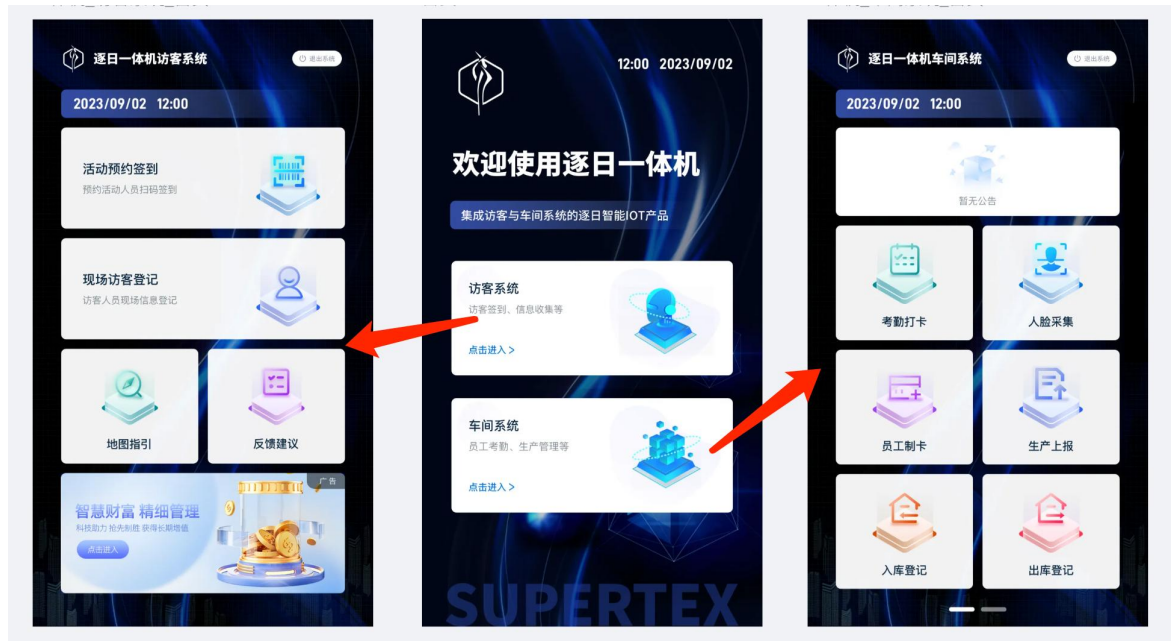 逐日一体机访客系统
退出系统
2023/09/02 12:00
活动预约签到
预约活动人员扫码签到
现场访客登记
访客人员现场信息登记
地图指引
反馈建议
广告
智慧财富 精细管理
科技助力 抢先制胜 获得长期增值
点击进入
12:00 2023/09/02
欢迎使用逐日一体机
集成访客与车间系统的逐日智能IOT产品
访客系统
访客签到、信息收集等
点击进入 >
车间系统
员工考勤、生产管理等
点击进入 >
SUPERTEX
逐日一体机车间系统
退出系统
2023/09/02 12:00
暂无公告
考勤打卡
人脸采集
员工制卡
生产上报
入库登记
出库登记